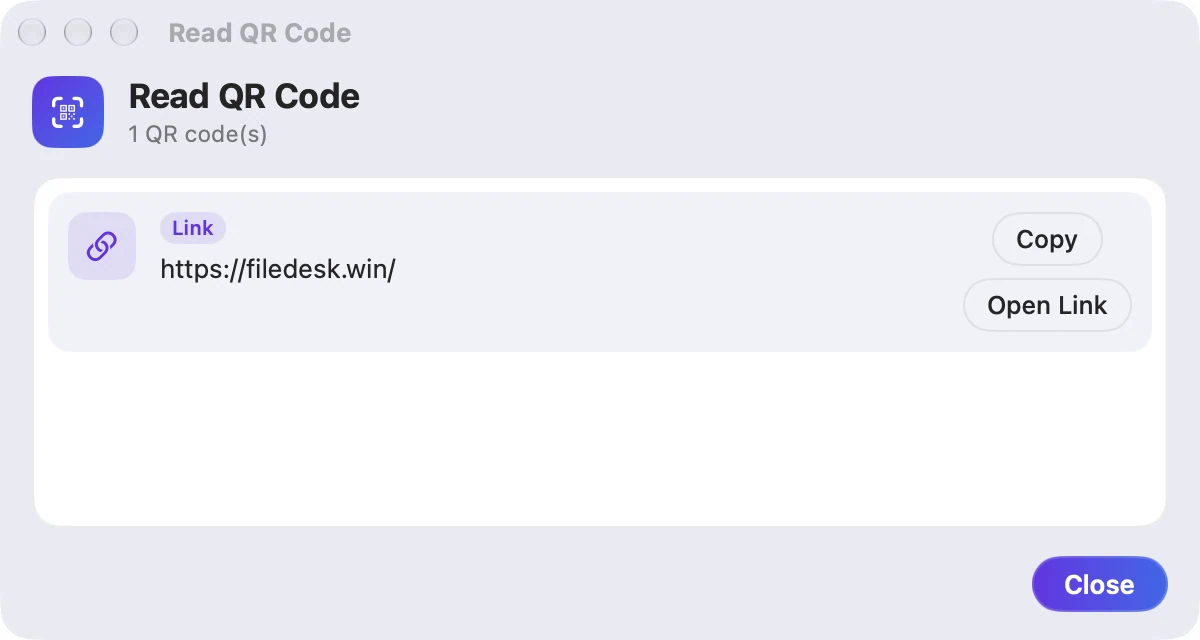 Read QR Code
Read QR Code
1 QR code(s)
Link
https://filedesk.win/
Copy
Open Link
Close